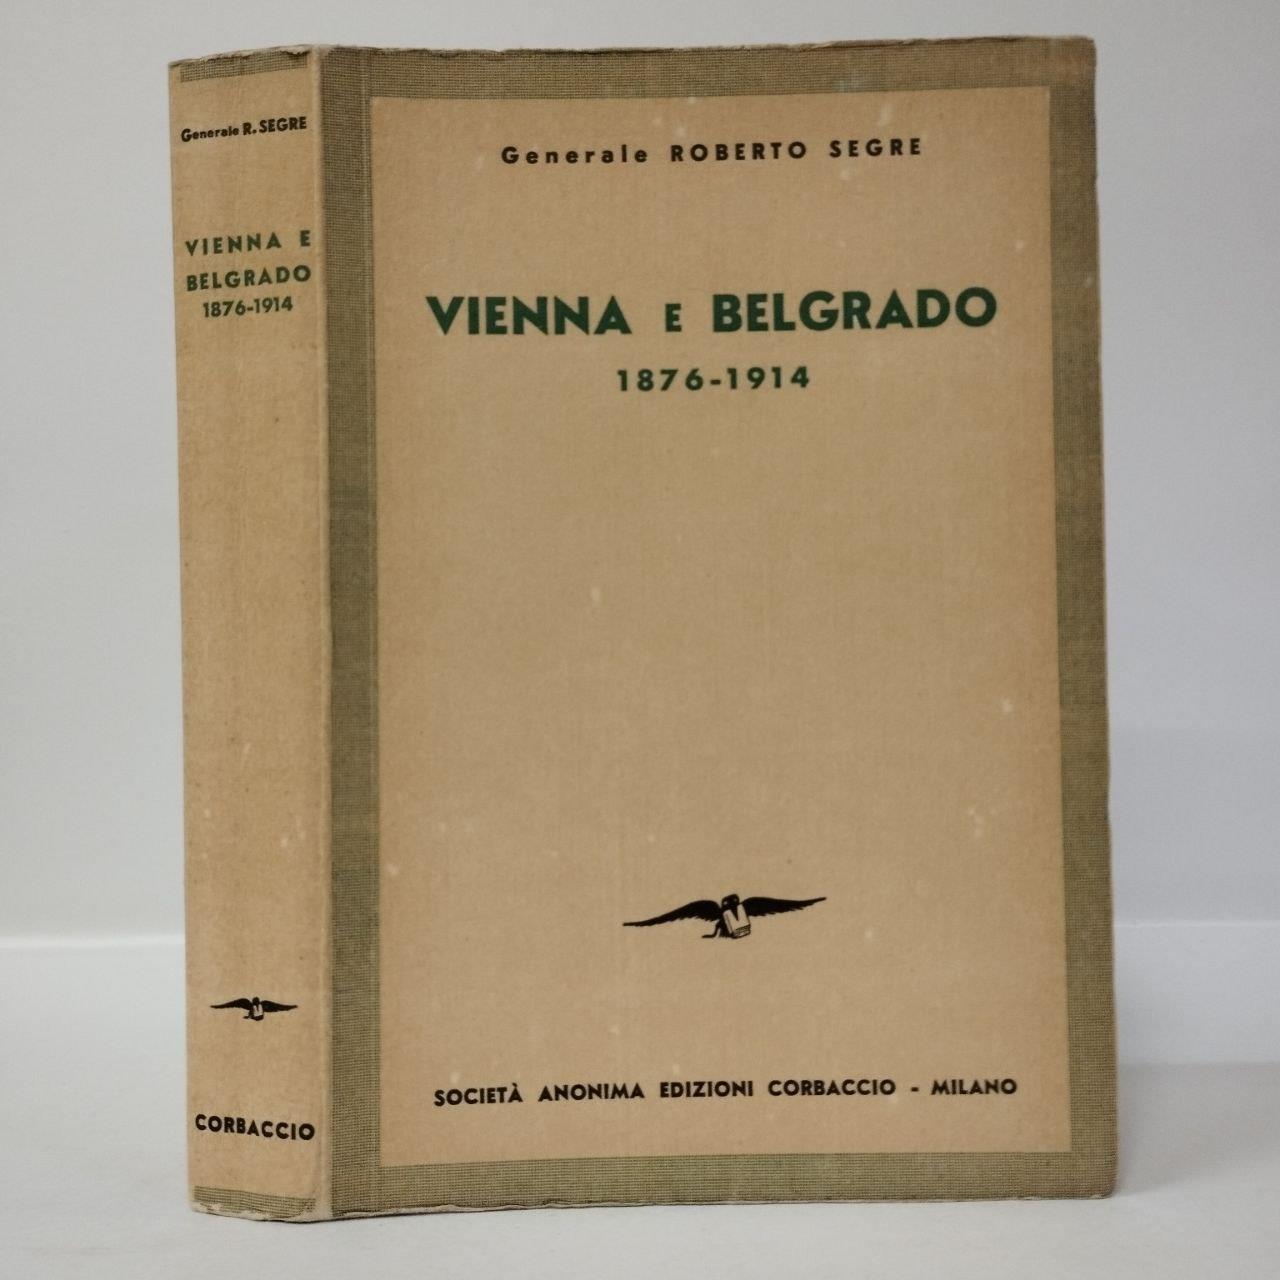 Generale R. SEGRE
VIENNA E
BELGRADO
1876-1914
CORBACCIO
Generale ROBERTO SEGRE
VIENNA E BELGRADO
1876-1914
SOCIETÀ ANONIMA EDIZIONI CORBACCIO - MILANO